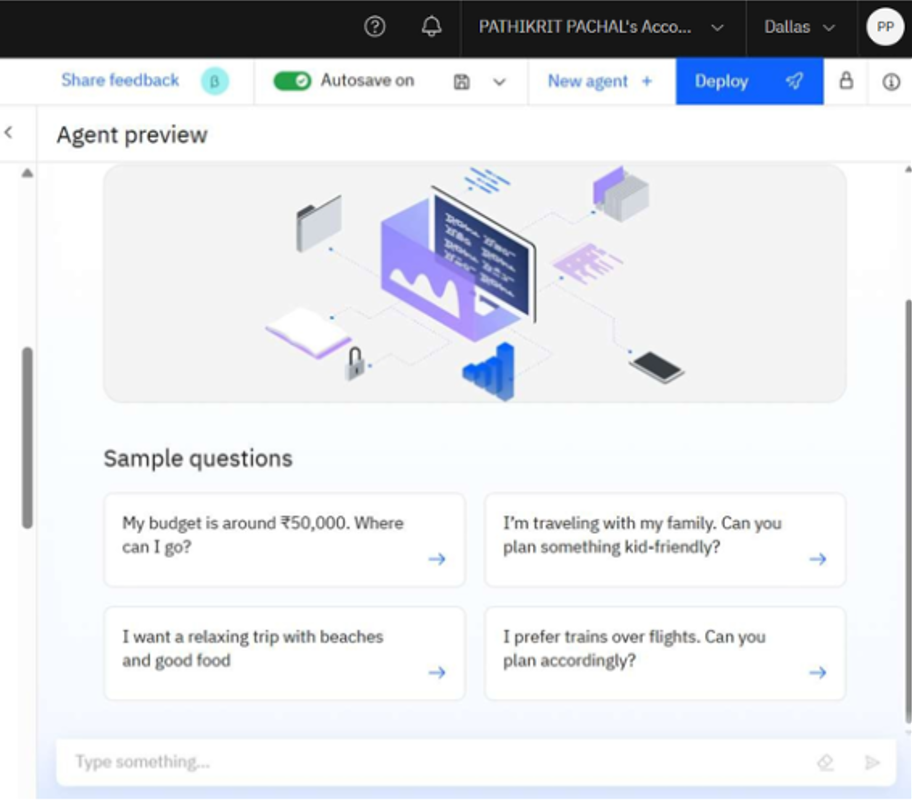 PATHIKRIT PACHAL's Acco...
Dallas
PP
Share feedback
β
Autosave on
New agent +
Deploy
Agent preview
Sample questions
My budget is around ₹50,000. Where
can I go?
I'm traveling with my family. Can you
plan something kid-friendly?
I want a relaxing trip with beaches
and good food
I prefer trains over flights. Can you
plan accordingly?
Type something...